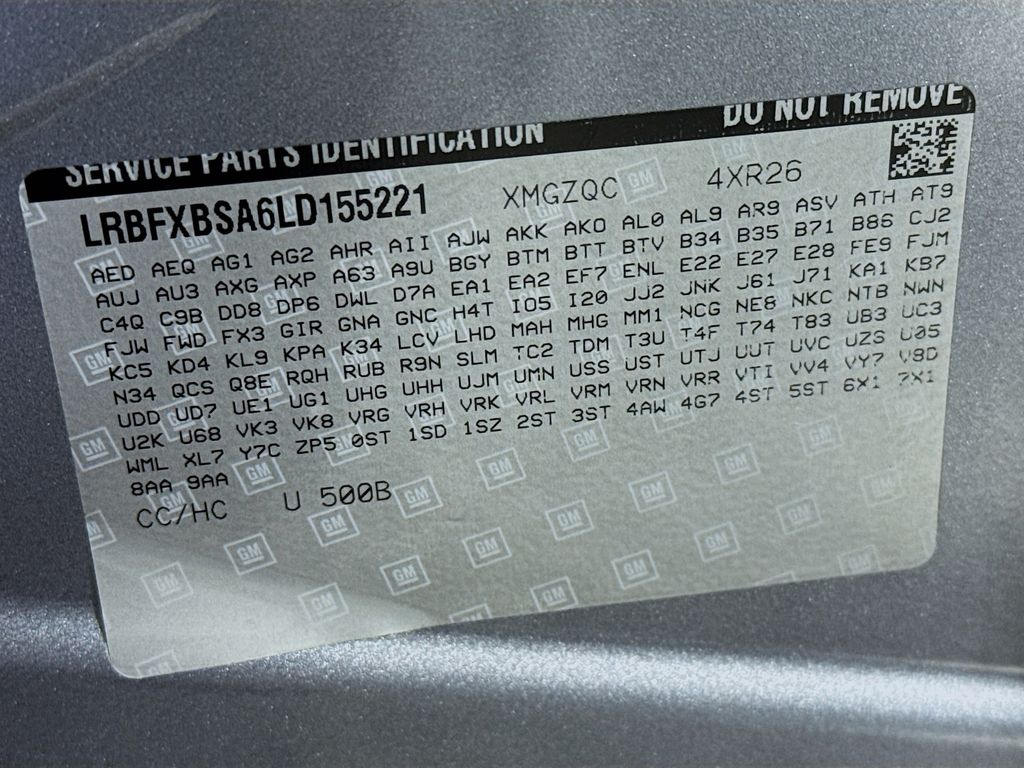 SERVICE PARTS IDENTIFICATION DO NOT REMOVE
LRBFXBSA6LD155221 XMGZQC 4XR26
AED AEQ AG1 AG2 AHR AII AJW AKK AKO AL0 AL9 AR9 ASV ATH AT9
AUJ AU3 AXG AXP A63 A9U BGY BTM BTT BTV B34 B35 B71 B86 CJ2
C4Q C9B DD8 DP6 DWL D7A EA1 EA2 EF7 ENL E22 E27 E28 FE9 FJM
FJW FWD FX3 GIR GNA GNC H4T IO5 I20 JJ2 JNK J61 J71 KA1 KB7
KC5 KD4 KL9 KPA K34 LCV LHD MAH MHG MM1 NCG NE8 NKC NTB NWN
N34 QCS Q8E RQH RUB R9N SLM TC2 TDM T3U T4F T74 T83 UB3 UC3
UDD UD7 UE1 UG1 UHG UHH UJM UMN USS UST UTJ UUT UVC UZS U05
U2K U68 VK3 VK8 VRG VRH VRK VRL VRM VRN VRR VTI VV4 VY7 V8D
WML XL7 Y7C ZP5 0ST 1SD 1SZ 2ST 3ST 4AW 4G7 4ST 5ST 6X1 7X1
8AA 9AA
CC/HC U 500B